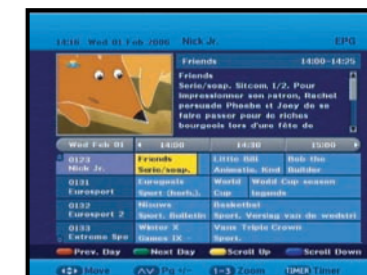 14:16 Wed 01 Feb 2006 Nick Jr. EPG
Friends 14:00-14:25
Friends
Serie/soap. Sitcom, 1/2. Pour
impressionner son patron, Rachel
persuade Phoebe et Joey de se
faire passer pour de riches
bourgeois lors d'une fête de
Wed Feb 01 14:00 14:30 15:00
0123 Friends Little Bill Bob the
Nick Jr. Serie/soap. Animatie, Kind Builder
0131 Eurogoals World World Cup season
Eurosport Sport (herh.). Cup legends
0132 Nieuws Basketbal
Eurosport 2 Sport. Bulletin Sport. Verslag van de wedstri
0133 Winter X Vans Triple Crown
Extreme Spo Games IX - Sport.
Prev. Day Next Day Scroll Up Scroll Down
Move Pg +/- 1-3 Zoom TIMER Timer